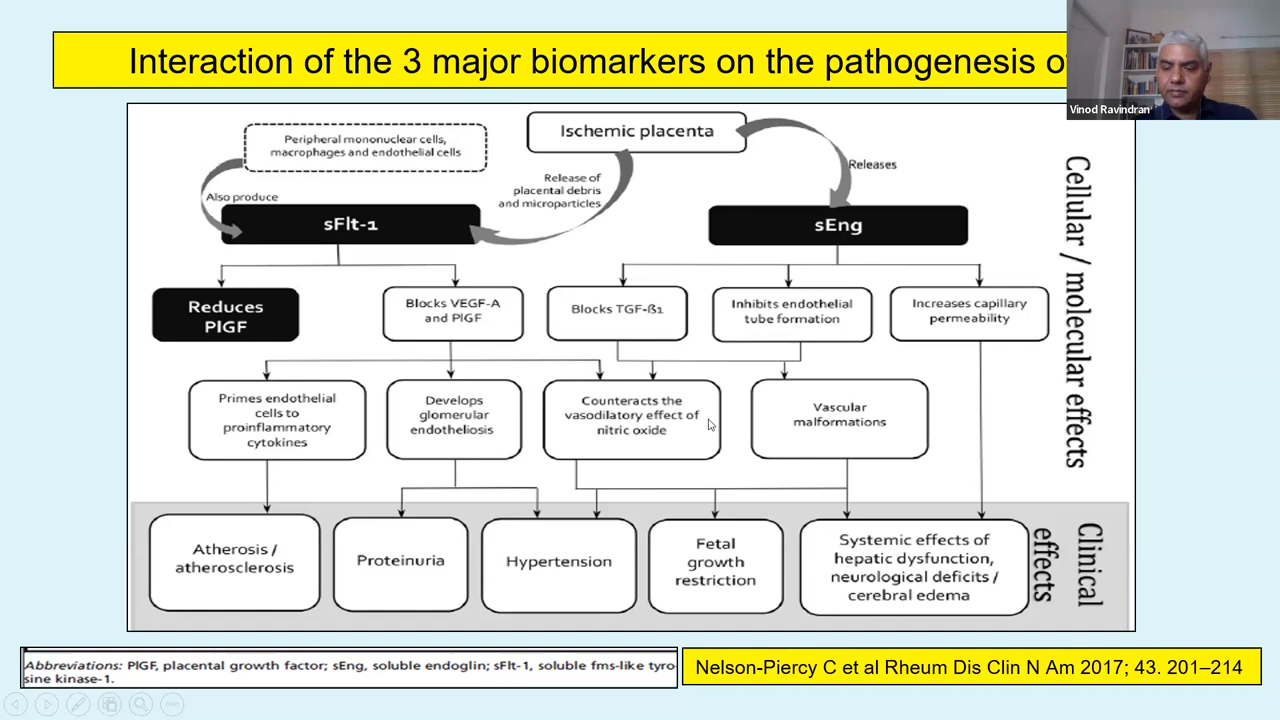 Interaction of the 3 major biomarkers on the pathogenesis
Vinod Ravindran
Peripheral mononuclear cells,
macrophages and endothelial cells
Ischemic placenta
Also produce
Release of
placental debris
and microparticles
Releases
sFlt-1
sEng
Reduces
PlGF
Blocks VEGF-A
and PlGF
Blocks TGF-ß1
Inhibits endothelial
tube formation
Increases capillary
permeability
Primes endothelial
cells to
proinflammatory
cytokines
Develops
glomerular
endotheliosis
Counteracts the
vasodilatory effect of
nitric oxide
Vascular
malformations
Cellular / molecular effects
Atherosis /
atherosclerosis
Proteinuria
Hypertension
Fetal
growth
restriction
Systemic effects of
hepatic dysfunction,
neurological deficits /
cerebral edema
Clinical
effects
Abbreviations: PlGF, placental growth factor; sEng, soluble endoglin; sFlt-1, soluble fms-like tyro-
sine kinase-1.
Nelson-Piercy C et al Rheum Dis Clin N Am 2017; 43. 201–214